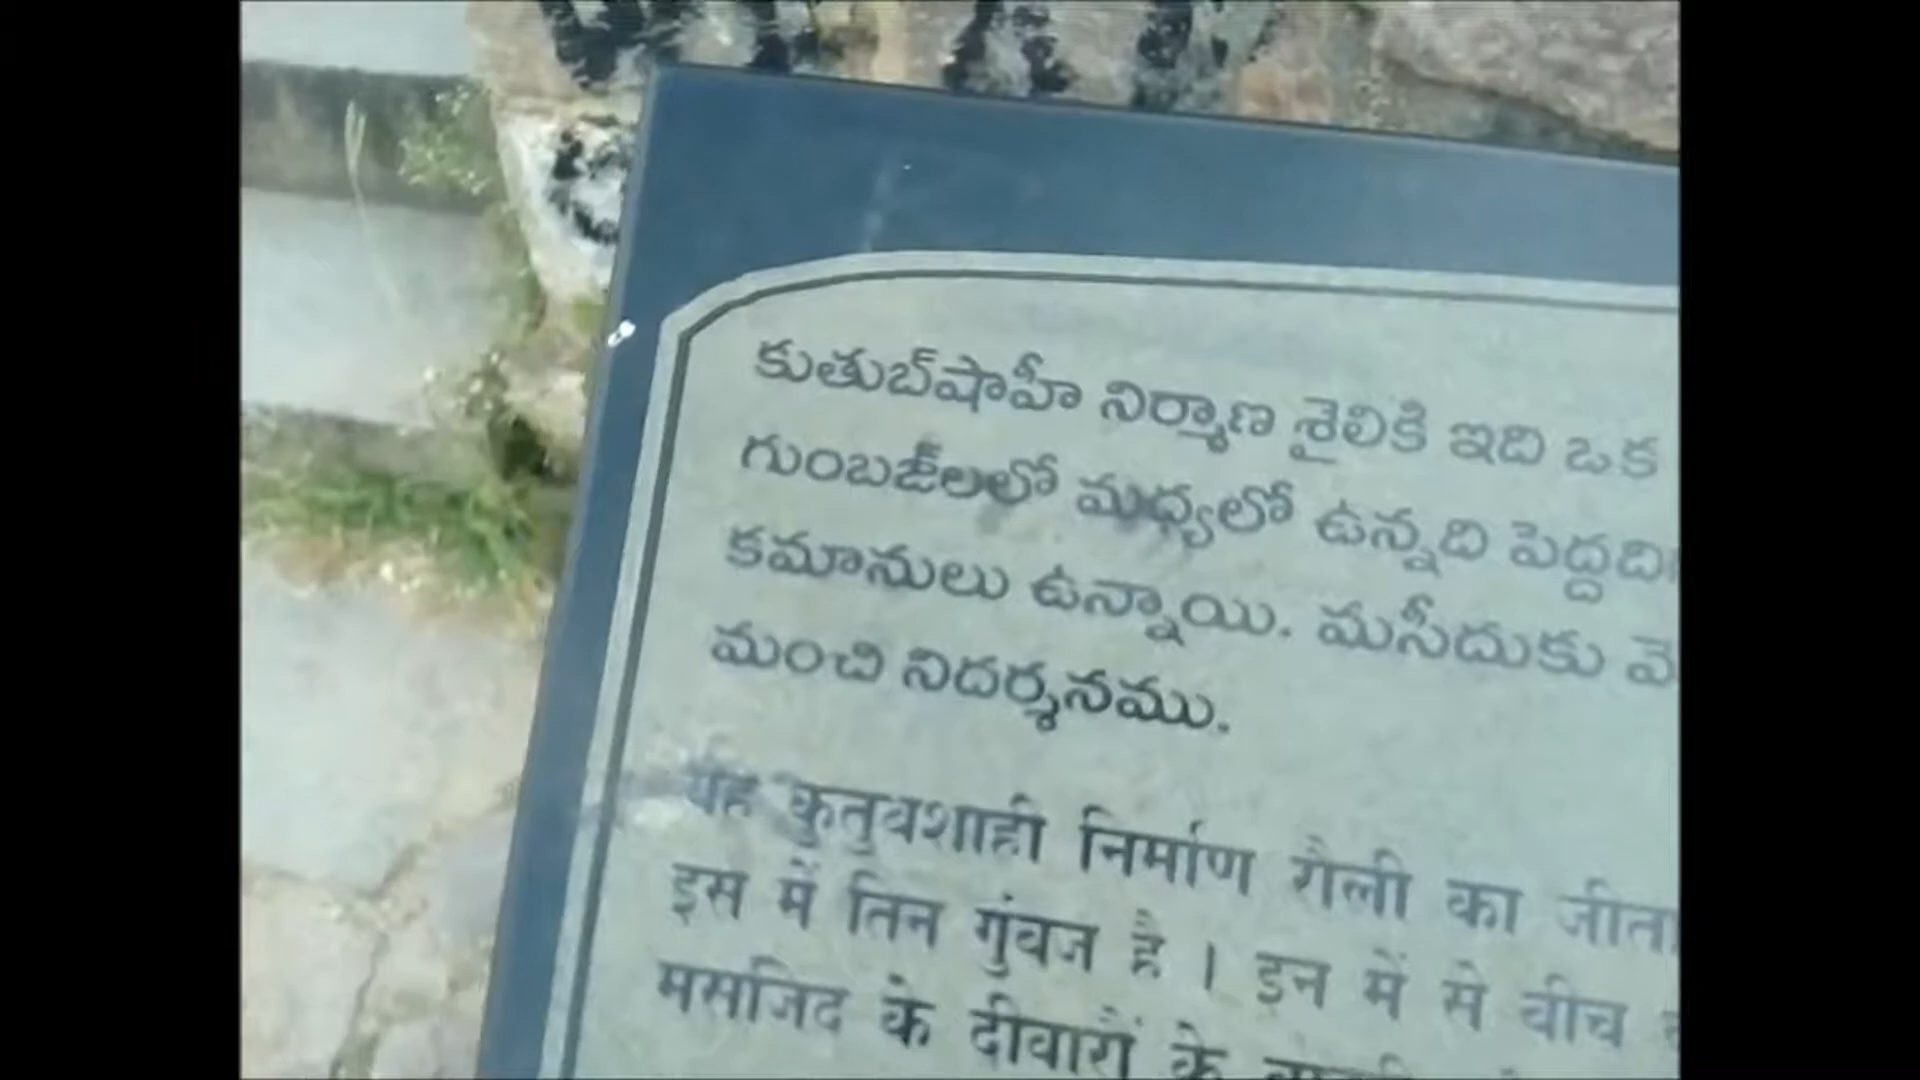 కుతుబ్‌షాహీ నిర్మాణ శైలికి ఇది ఒక
గుంబజ్‌లలో మధ్యలో ఉన్నది పెద్దది
కమానులు ఉన్నాయి. మసీదుకు వె
మంచి నిదర్శనము.
यह कुतुबशाही निर्माण शैली का जीता
इस में तिन गुंबज है । इन में से बीच
मसजिद के दीवारों के